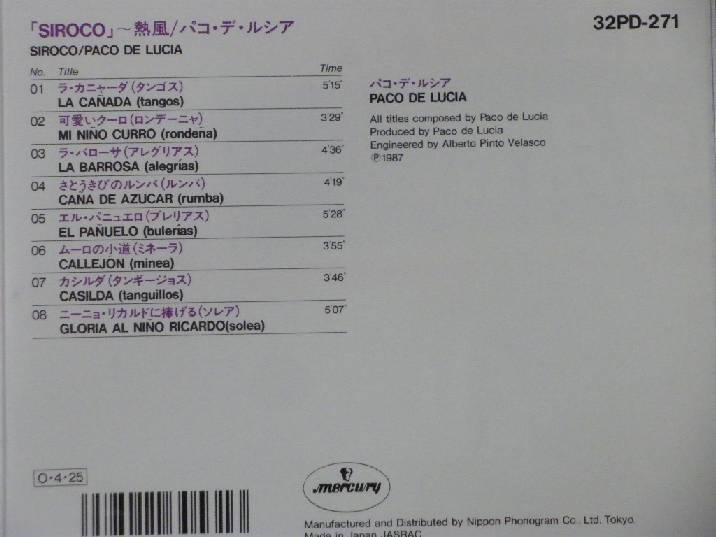 「SIROCO」〜熱風/パコ・デ・ルシア
32PD-271
SIROCO/PACO DE LUCIA
No. Title Time
01 ラ・カニャーダ(タンゴス) 5'15"
LA CAÑADA (tangos)
02 可愛いクーロ(ロンデーニャ) 3'29"
MI NIÑO CURRO (rondeña)
03 ラ・バローサ(アレグリアス) 4'36"
LA BARROSA (alegrías)
04 さとうきびのルンバ(ルンバ) 4'19"
CAÑA DE AZUCAR (rumba)
05 エル・パニュエロ(ブレリアス) 5'28"
EL PAÑUELO (bulerías)
06 ムーロの小道(ミネーラ) 3'55"
CALLEJON (minea)
07 カシルダ(タンギージョス) 3'46"
CASILDA (tanguillos)
08 ニーニョ・リカルドに捧げる(ソレア) 5'07"
GLORIA AL NIÑO RICARDO(solea)
パコ・デ・ルシア
PACO DE LUCIA
All titles composed by Paco de Lucia
Produced by Paco de Lucia
Engineered by Alberto Pinto Velasco
Ⓟ1987
O・4・25
mercury
Manufactured and Distributed by Nippon Phonogram Co., Ltd. Tokyo.
Made in Japan JASRAC